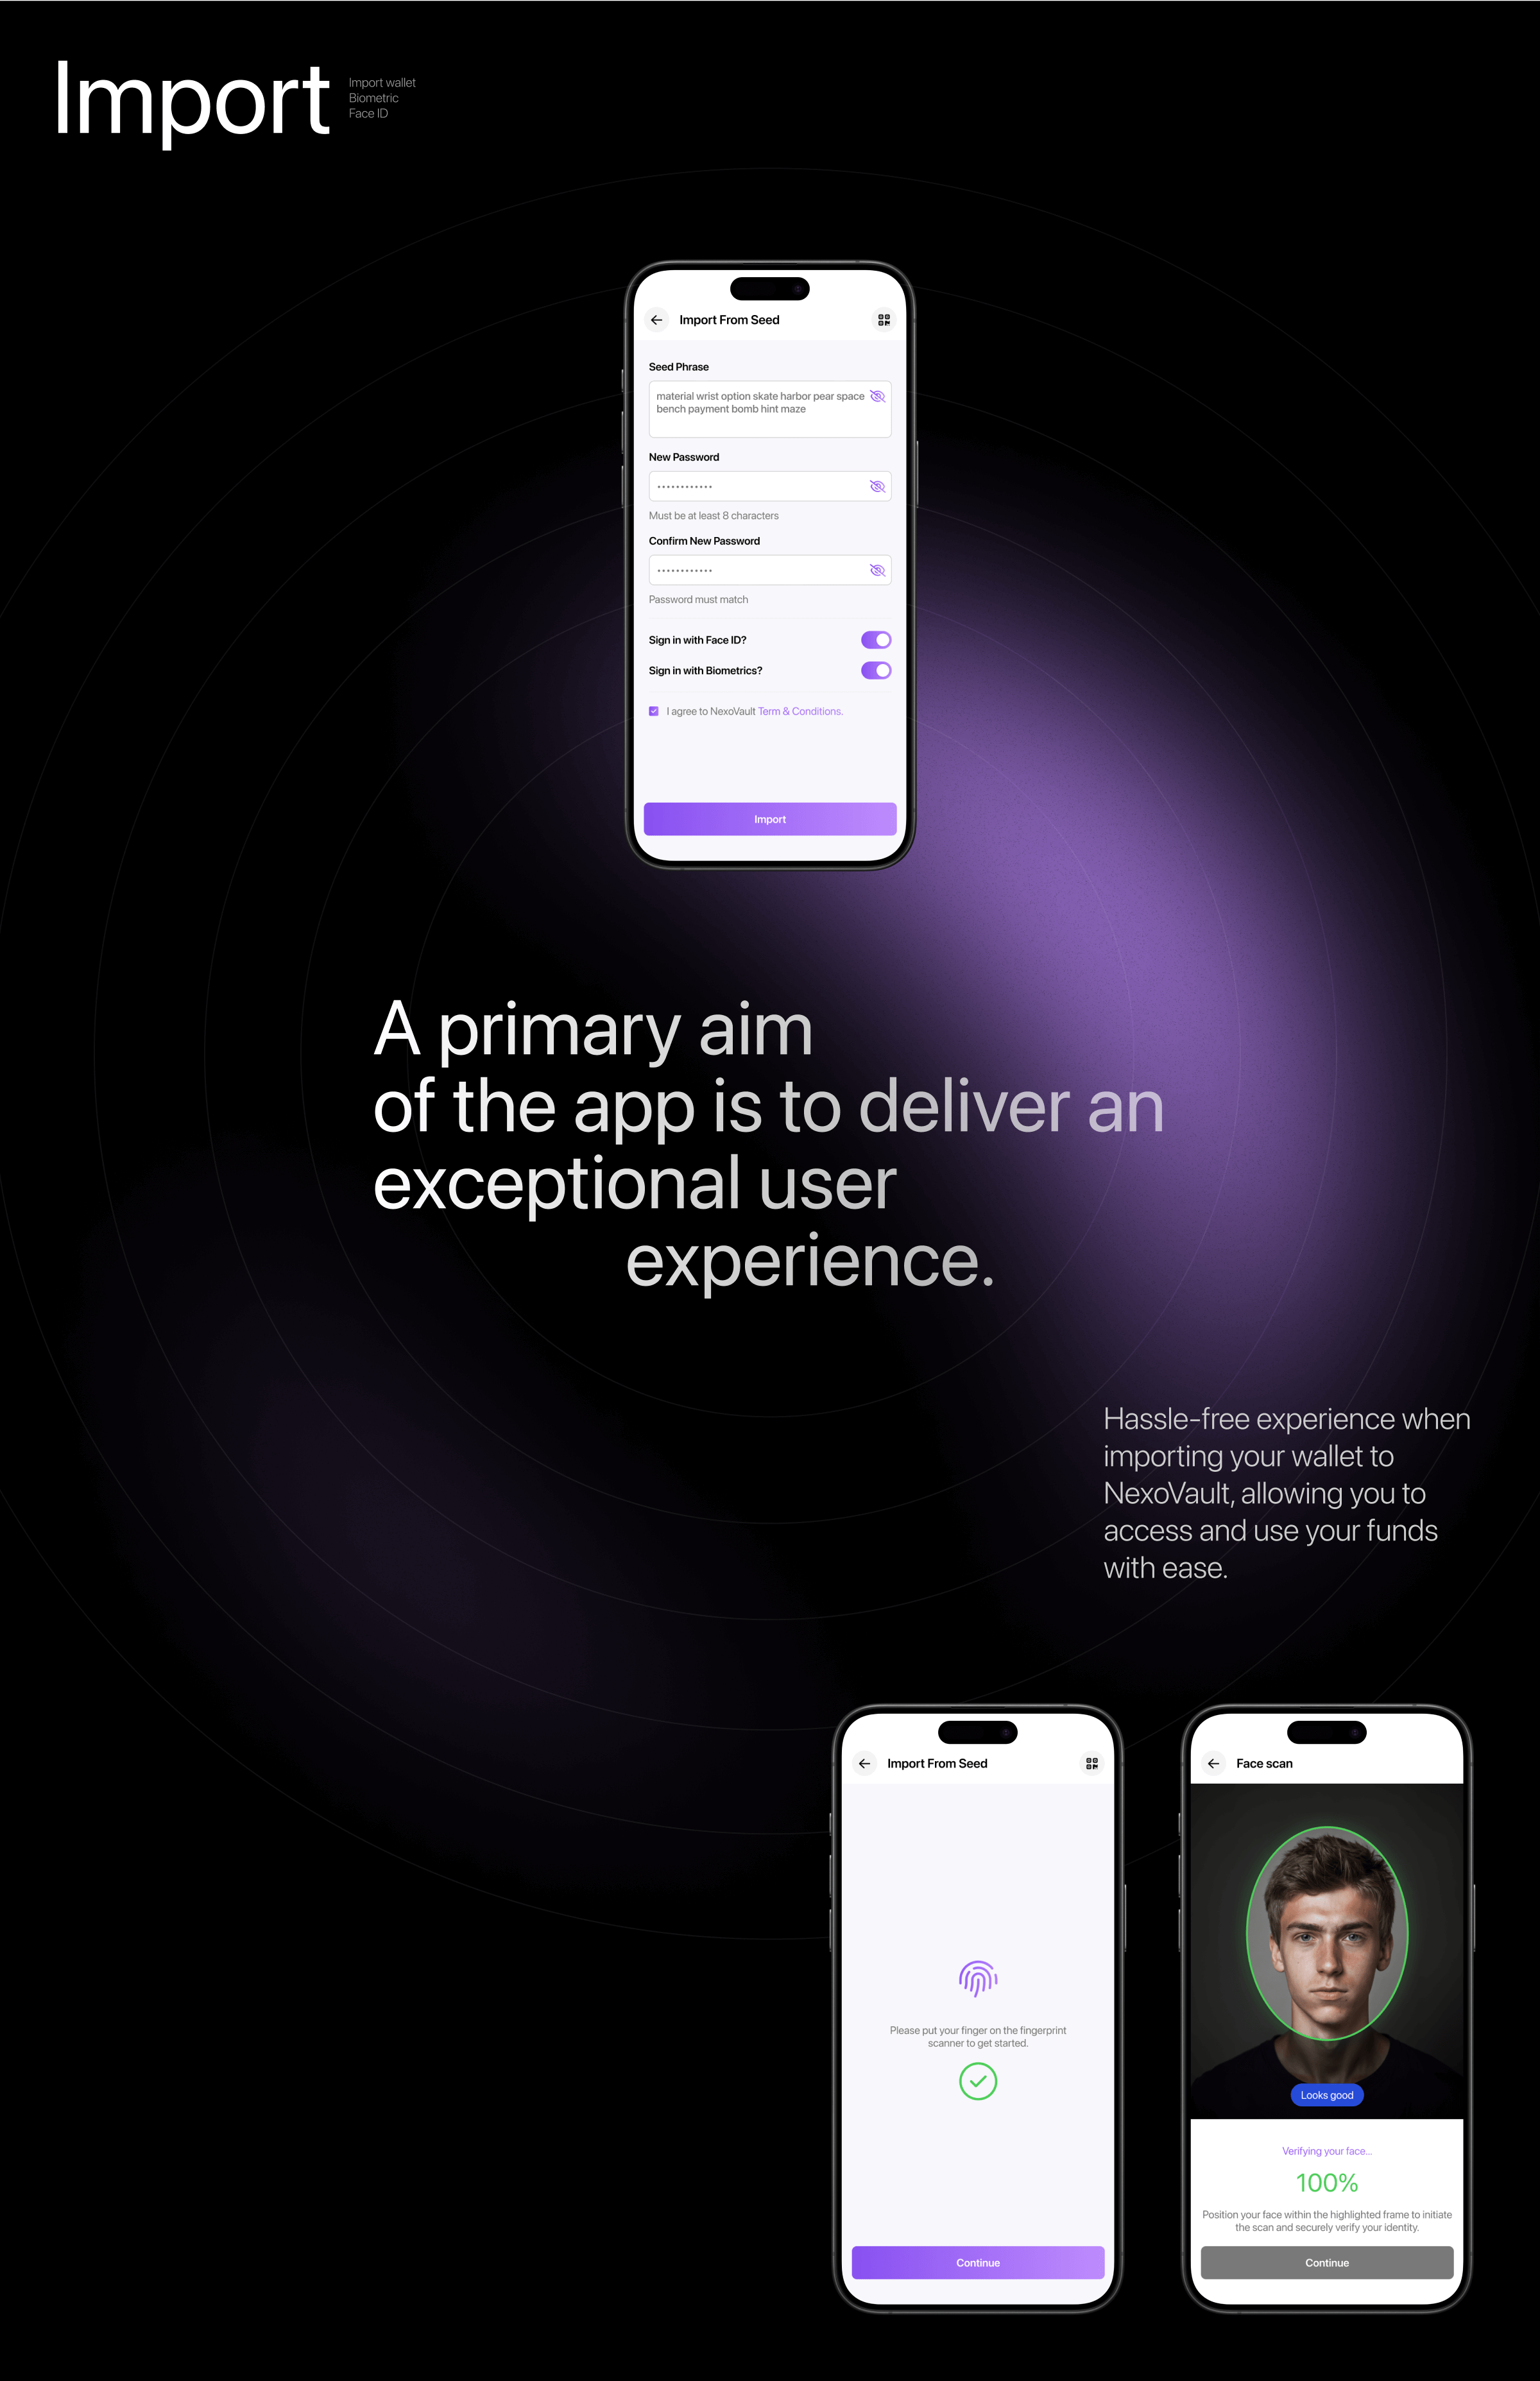 Import
Import wallet
Biometric
Face ID
Import From Seed
Seed Phrase
material wrist option skate harbor pear space
bench payment bomb hint maze
New Password
••••••••••••
Must be at least 8 characters
Confirm New Password
••••••••••••
Password must match
Sign in with Face ID?
Sign in with Biometrics?
I agree to NexoVault Term & Conditions.
Import
A primary aim
of the app is to deliver an
exceptional user
experience.
Hassle-free experience when
importing your wallet to
NexoVault, allowing you to
access and use your funds
with ease.
Import From Seed
Please put your finger on the fingerprint
scanner to get started.
Continue
Face scan
Looks good
Verifying your face...
100%
Position your face within the highlighted frame to initiate
the scan and securely verify your identity.
Continue